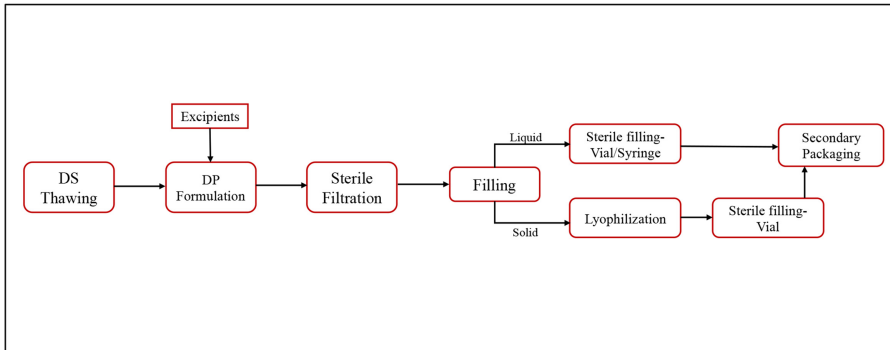 Excipients
DS
Thawing
DP
Formulation
Sterile
Filtration
Filling
Liquid
Solid
Sterile filling-
Vial/Syringe
Lyophilization
Sterile filling-
Vial
Secondary
Packaging